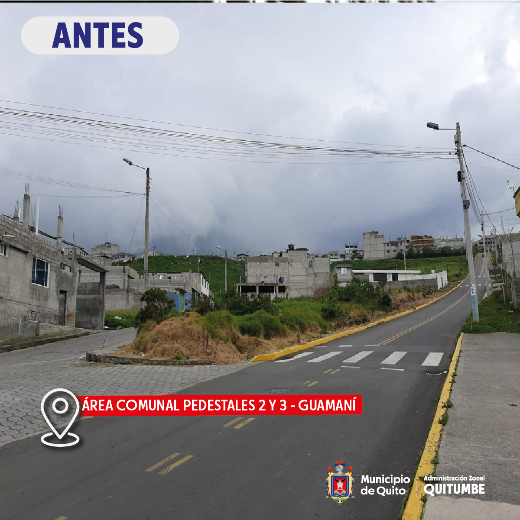 ANTES
ÁREA COMUNAL PEDESTALES 2 Y 3 - GUAMANÍ
Municipio
de Quito
Administración Zonal
QUITUMBE